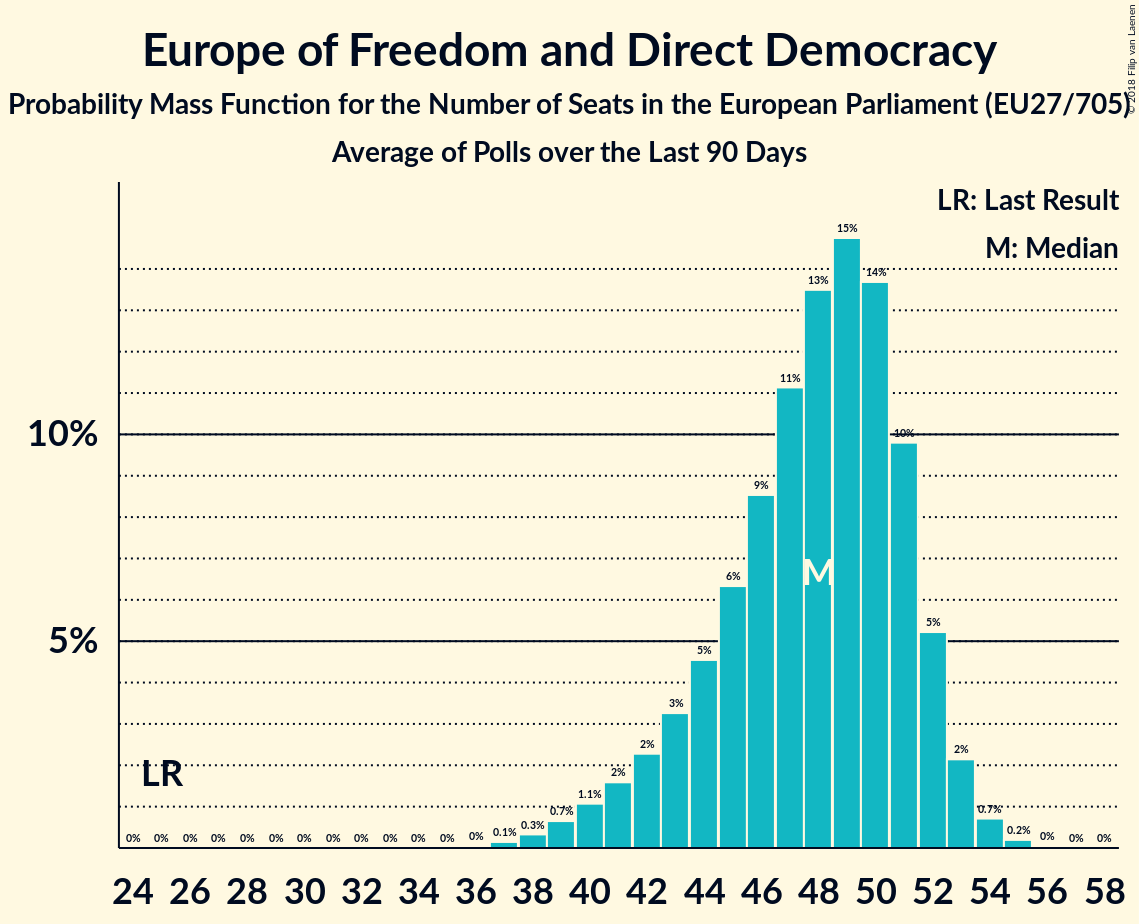 Europe of Freedom and Direct Democracy
Probability Mass Function for the Number of Seats in the European Parliament (EU27/705)
Average of Polls over the Last 90 Days
© 2018 Filip van Laenen
LR: Last Result
M: Median
15%
14%
13%
11%
10%
10%
9%
6%
M
5%
5%
5%
3%
2%
2%
2%
LR
1.1%
0.7%
0.7%
0.3%
0.1%
0.2%
0% 0% 0% 0% 0% 0% 0% 0% 0% 0% 0% 0% 0% 0% 0% 0%
24 26 28 30 32 34 36 38 40 42 44 46 48 50 52 54 56 58